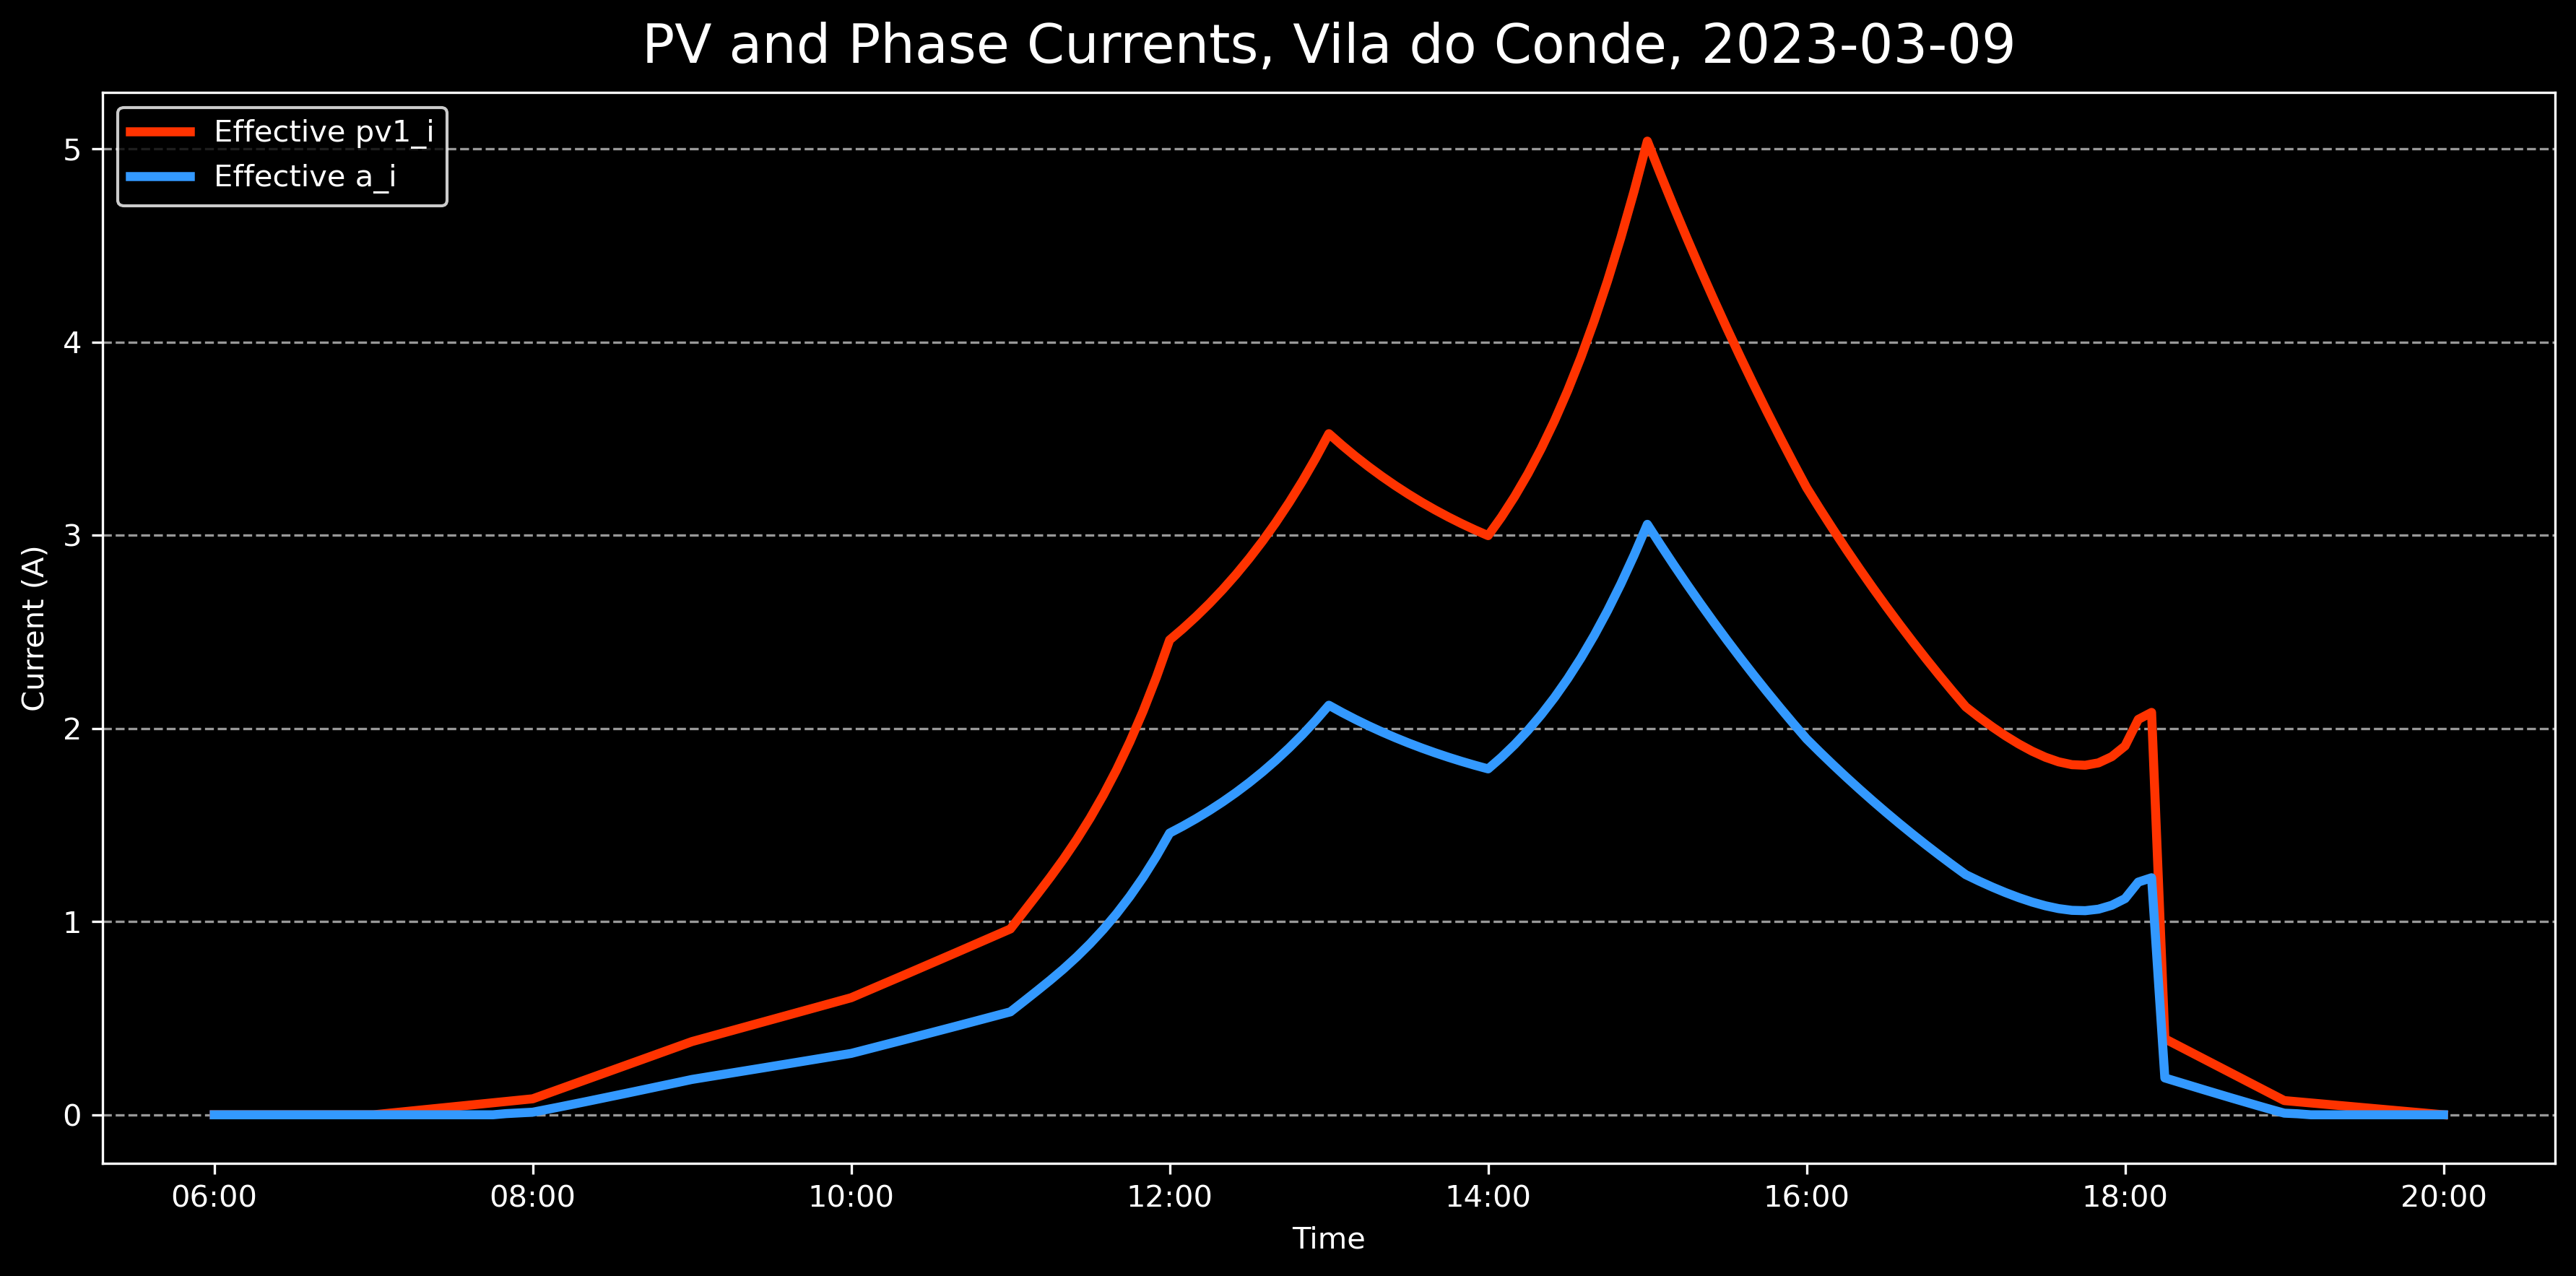 PV and Phase Currents, Vila do Conde, 2023-03-09
Effective pv1_i
Effective a_i
5
4
3
2
1
0
Current (A)
06:00 08:00 10:00 12:00 14:00 16:00 18:00 20:00
Time